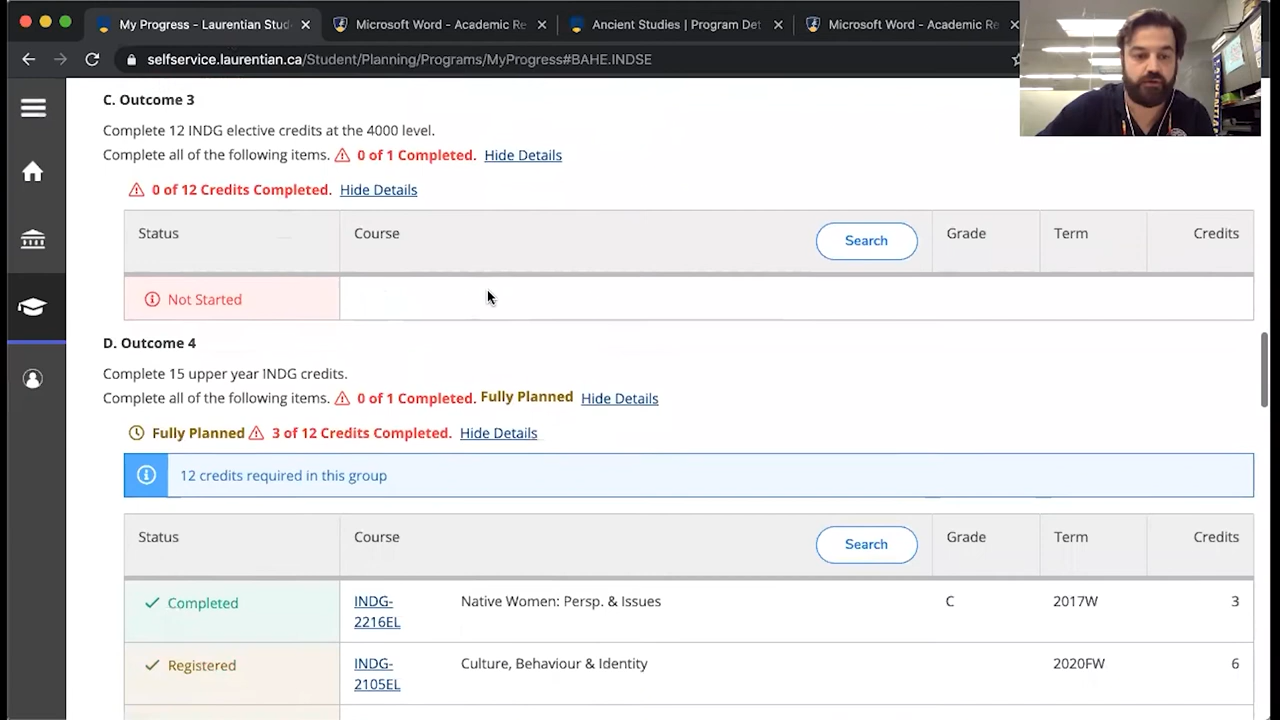 My Progress - Laurentian Stud
Microsoft Word - Academic Re
Ancient Studies | Program Det
Microsoft Word - Academic Re
selfservice.laurentian.ca/Student/Planning/Programs/MyProgress#BAHE.INDSE
C. Outcome 3
Complete 12 INDG elective credits at the 4000 level.
Complete all of the following items. 0 of 1 Completed. Hide Details
0 of 12 Credits Completed. Hide Details
Status Course Search Grade Term Credits
Not Started
D. Outcome 4
Complete 15 upper year INDG credits.
Complete all of the following items. 0 of 1 Completed. Fully Planned Hide Details
Fully Planned 3 of 12 Credits Completed. Hide Details
12 credits required in this group
Status Course Search Grade Term Credits
Completed INDG- Native Women: Persp. & Issues C 2017W 3
2216EL
Registered INDG- Culture, Behaviour & Identity 2020FW 6
2105EL